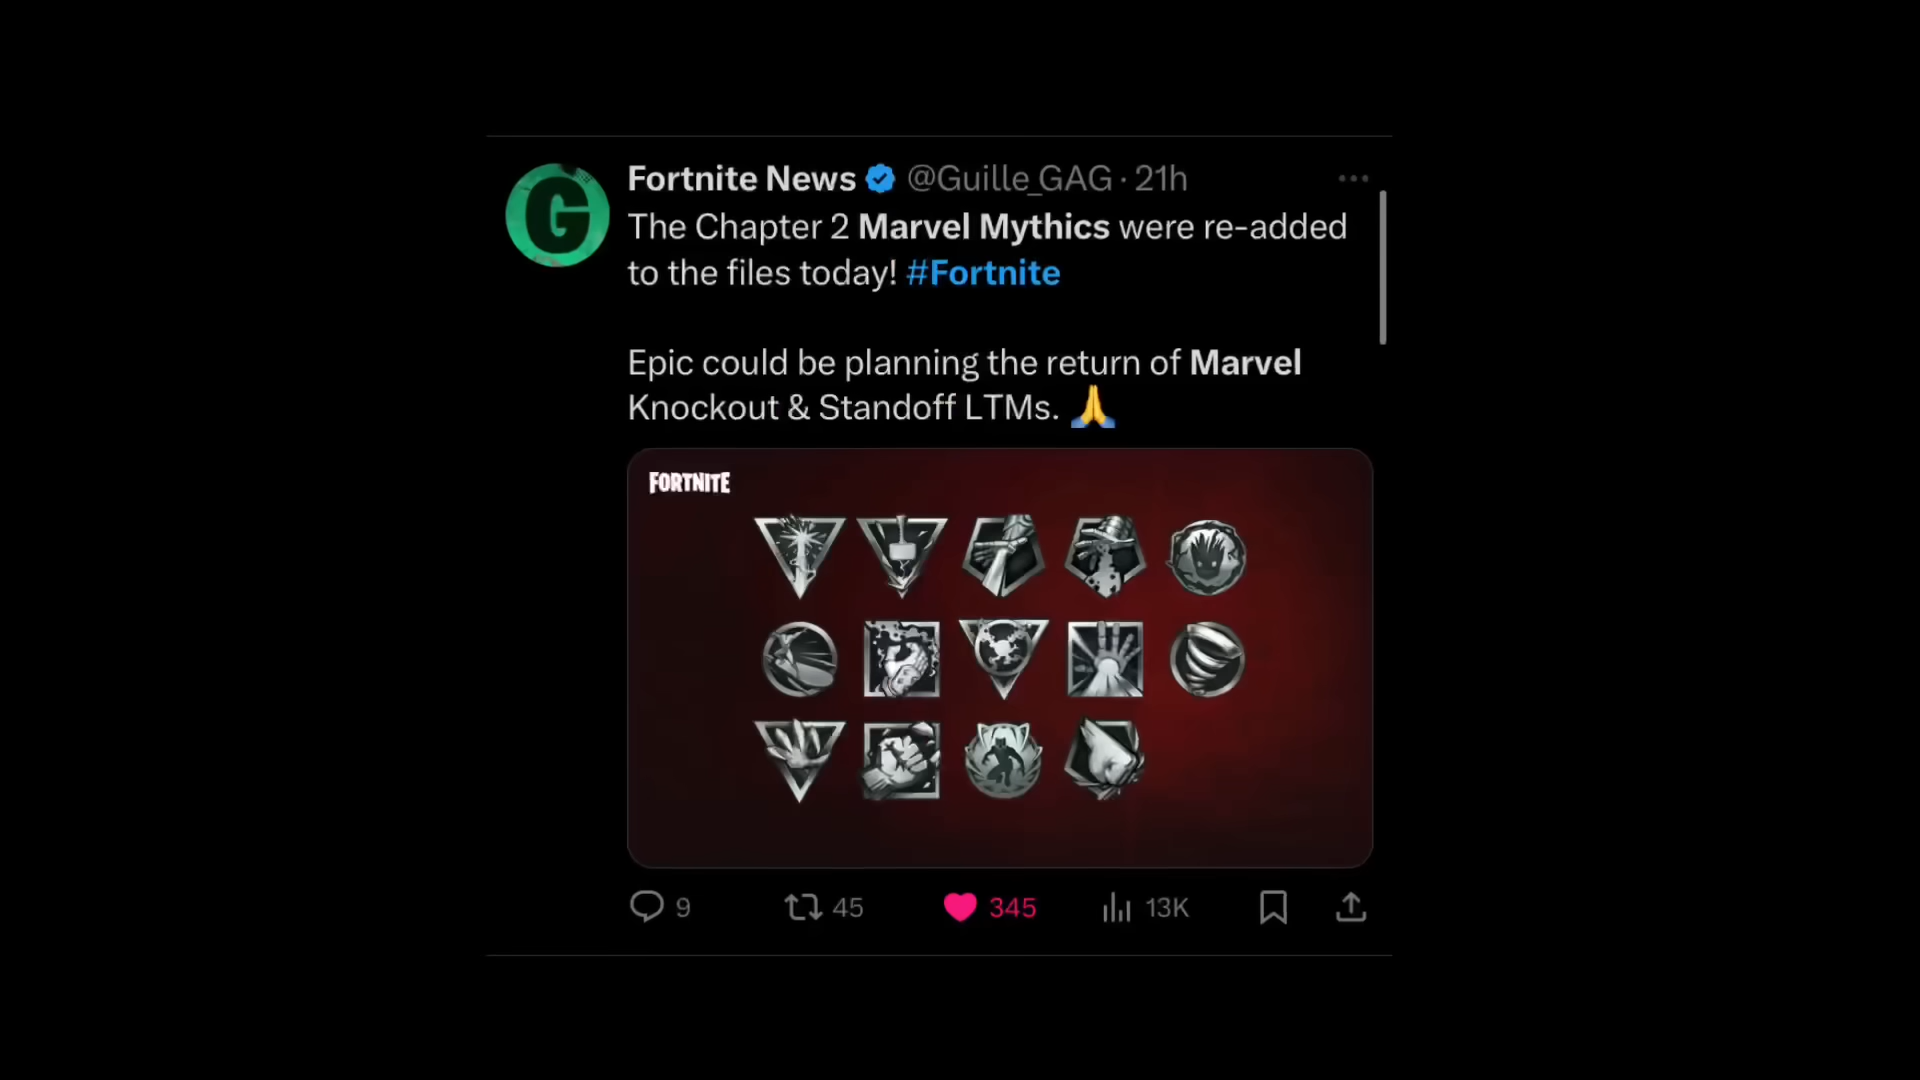 Fortnite News @Guille_GAG · 21h
The Chapter 2 Marvel Mythics were re-added
to the files today! #Fortnite
Epic could be planning the return of Marvel
Knockout & Standoff LTMs. 🙏
FORTNITE
9 45 345 13K